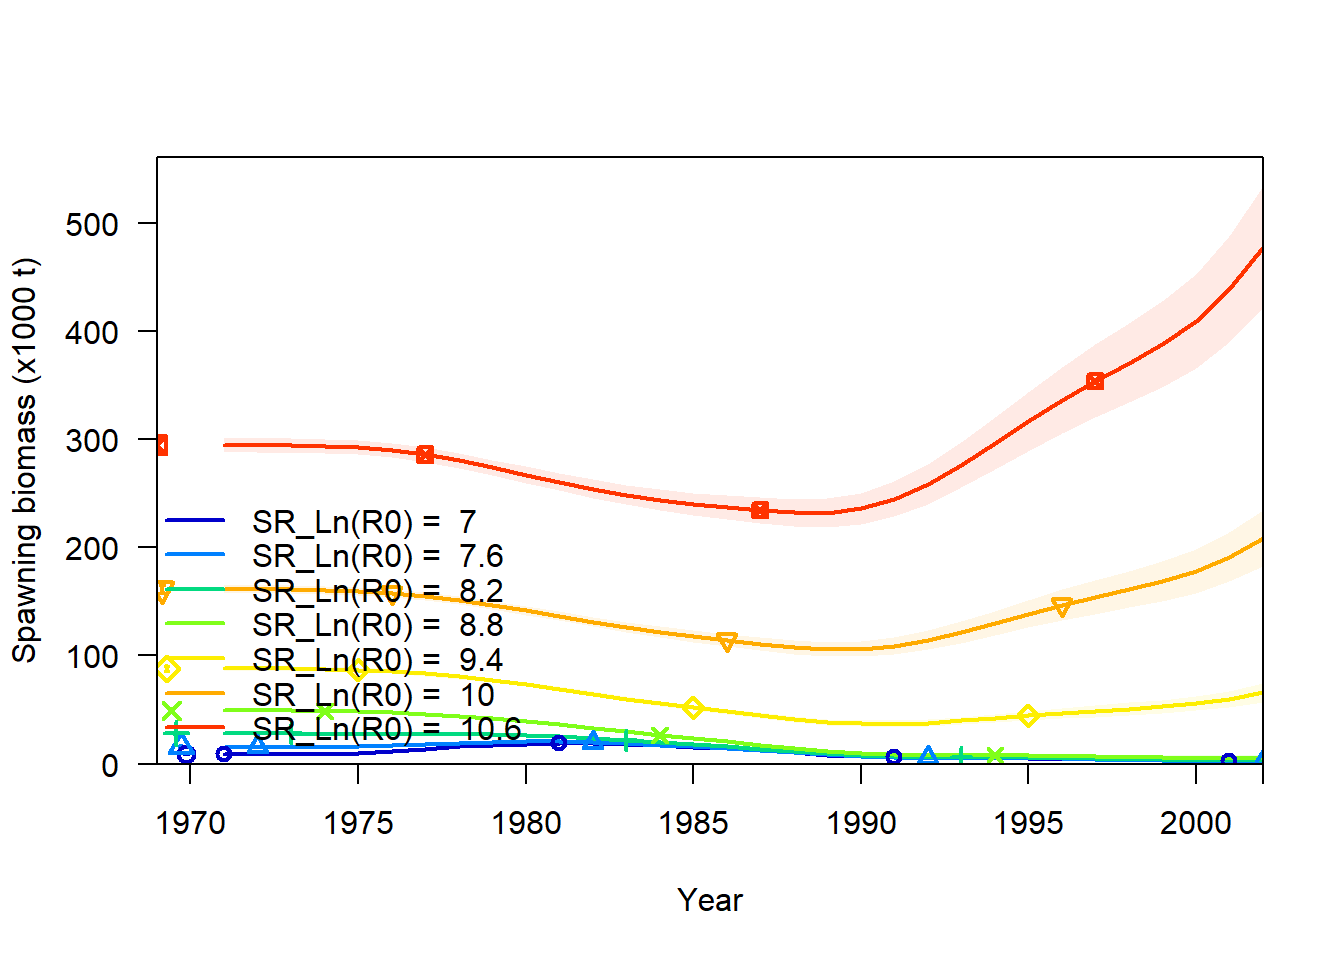 Spawning biomass (x1000 t)
500
400
300
200
100
0
SR_Ln(R0) = 7
SR_Ln(R0) = 7.6
SR_Ln(R0) = 8.2
SR_Ln(R0) = 8.8
SR_Ln(R0) = 9.4
SR_Ln(R0) = 10
SR_Ln(R0) = 10.6
1970 1975 1980 1985 1990 1995 2000
Year